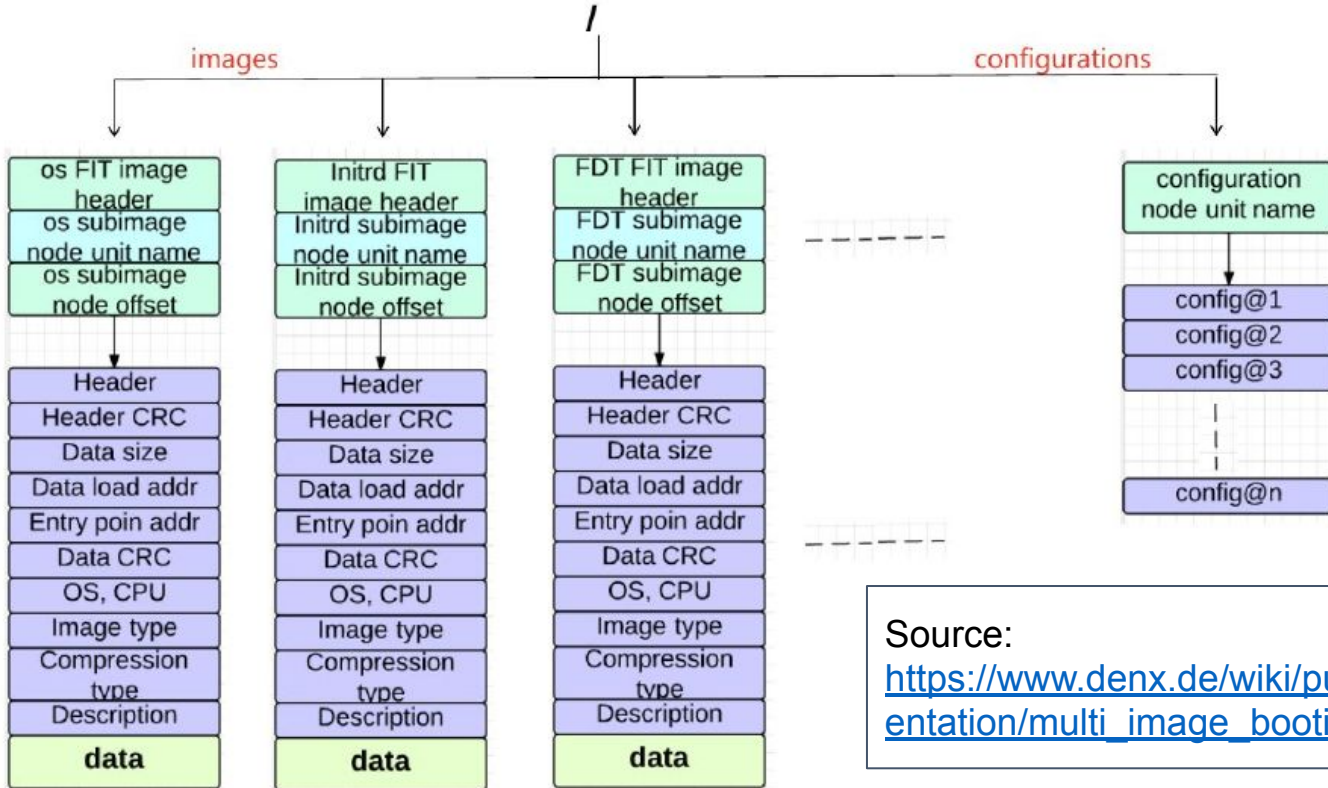 /
images
configurations
os FIT image
header
os subimage
node unit name
os subimage
node offset
Header
Header CRC
Data size
Data load addr
Entry poin addr
Data CRC
OS, CPU
Image type
Compression
type
Description
data
Initrd FIT
image header
Initrd subimage
node unit name
Initrd subimage
node offset
Header
Header CRC
Data size
Data load addr
Entry poin addr
Data CRC
OS, CPU
Image type
Compression
type
Description
data
FDT FIT image
header
FDT subimage
node unit name
FDT subimage
node offset
Header
Header CRC
Data size
Data load addr
Entry poin addr
Data CRC
OS, CPU
Image type
Compression
type
Description
data
configuration
node unit name
config@1
config@2
config@3
config@n
Source:
https://www.denx.de/wiki/pu
entation/multi_image_booti